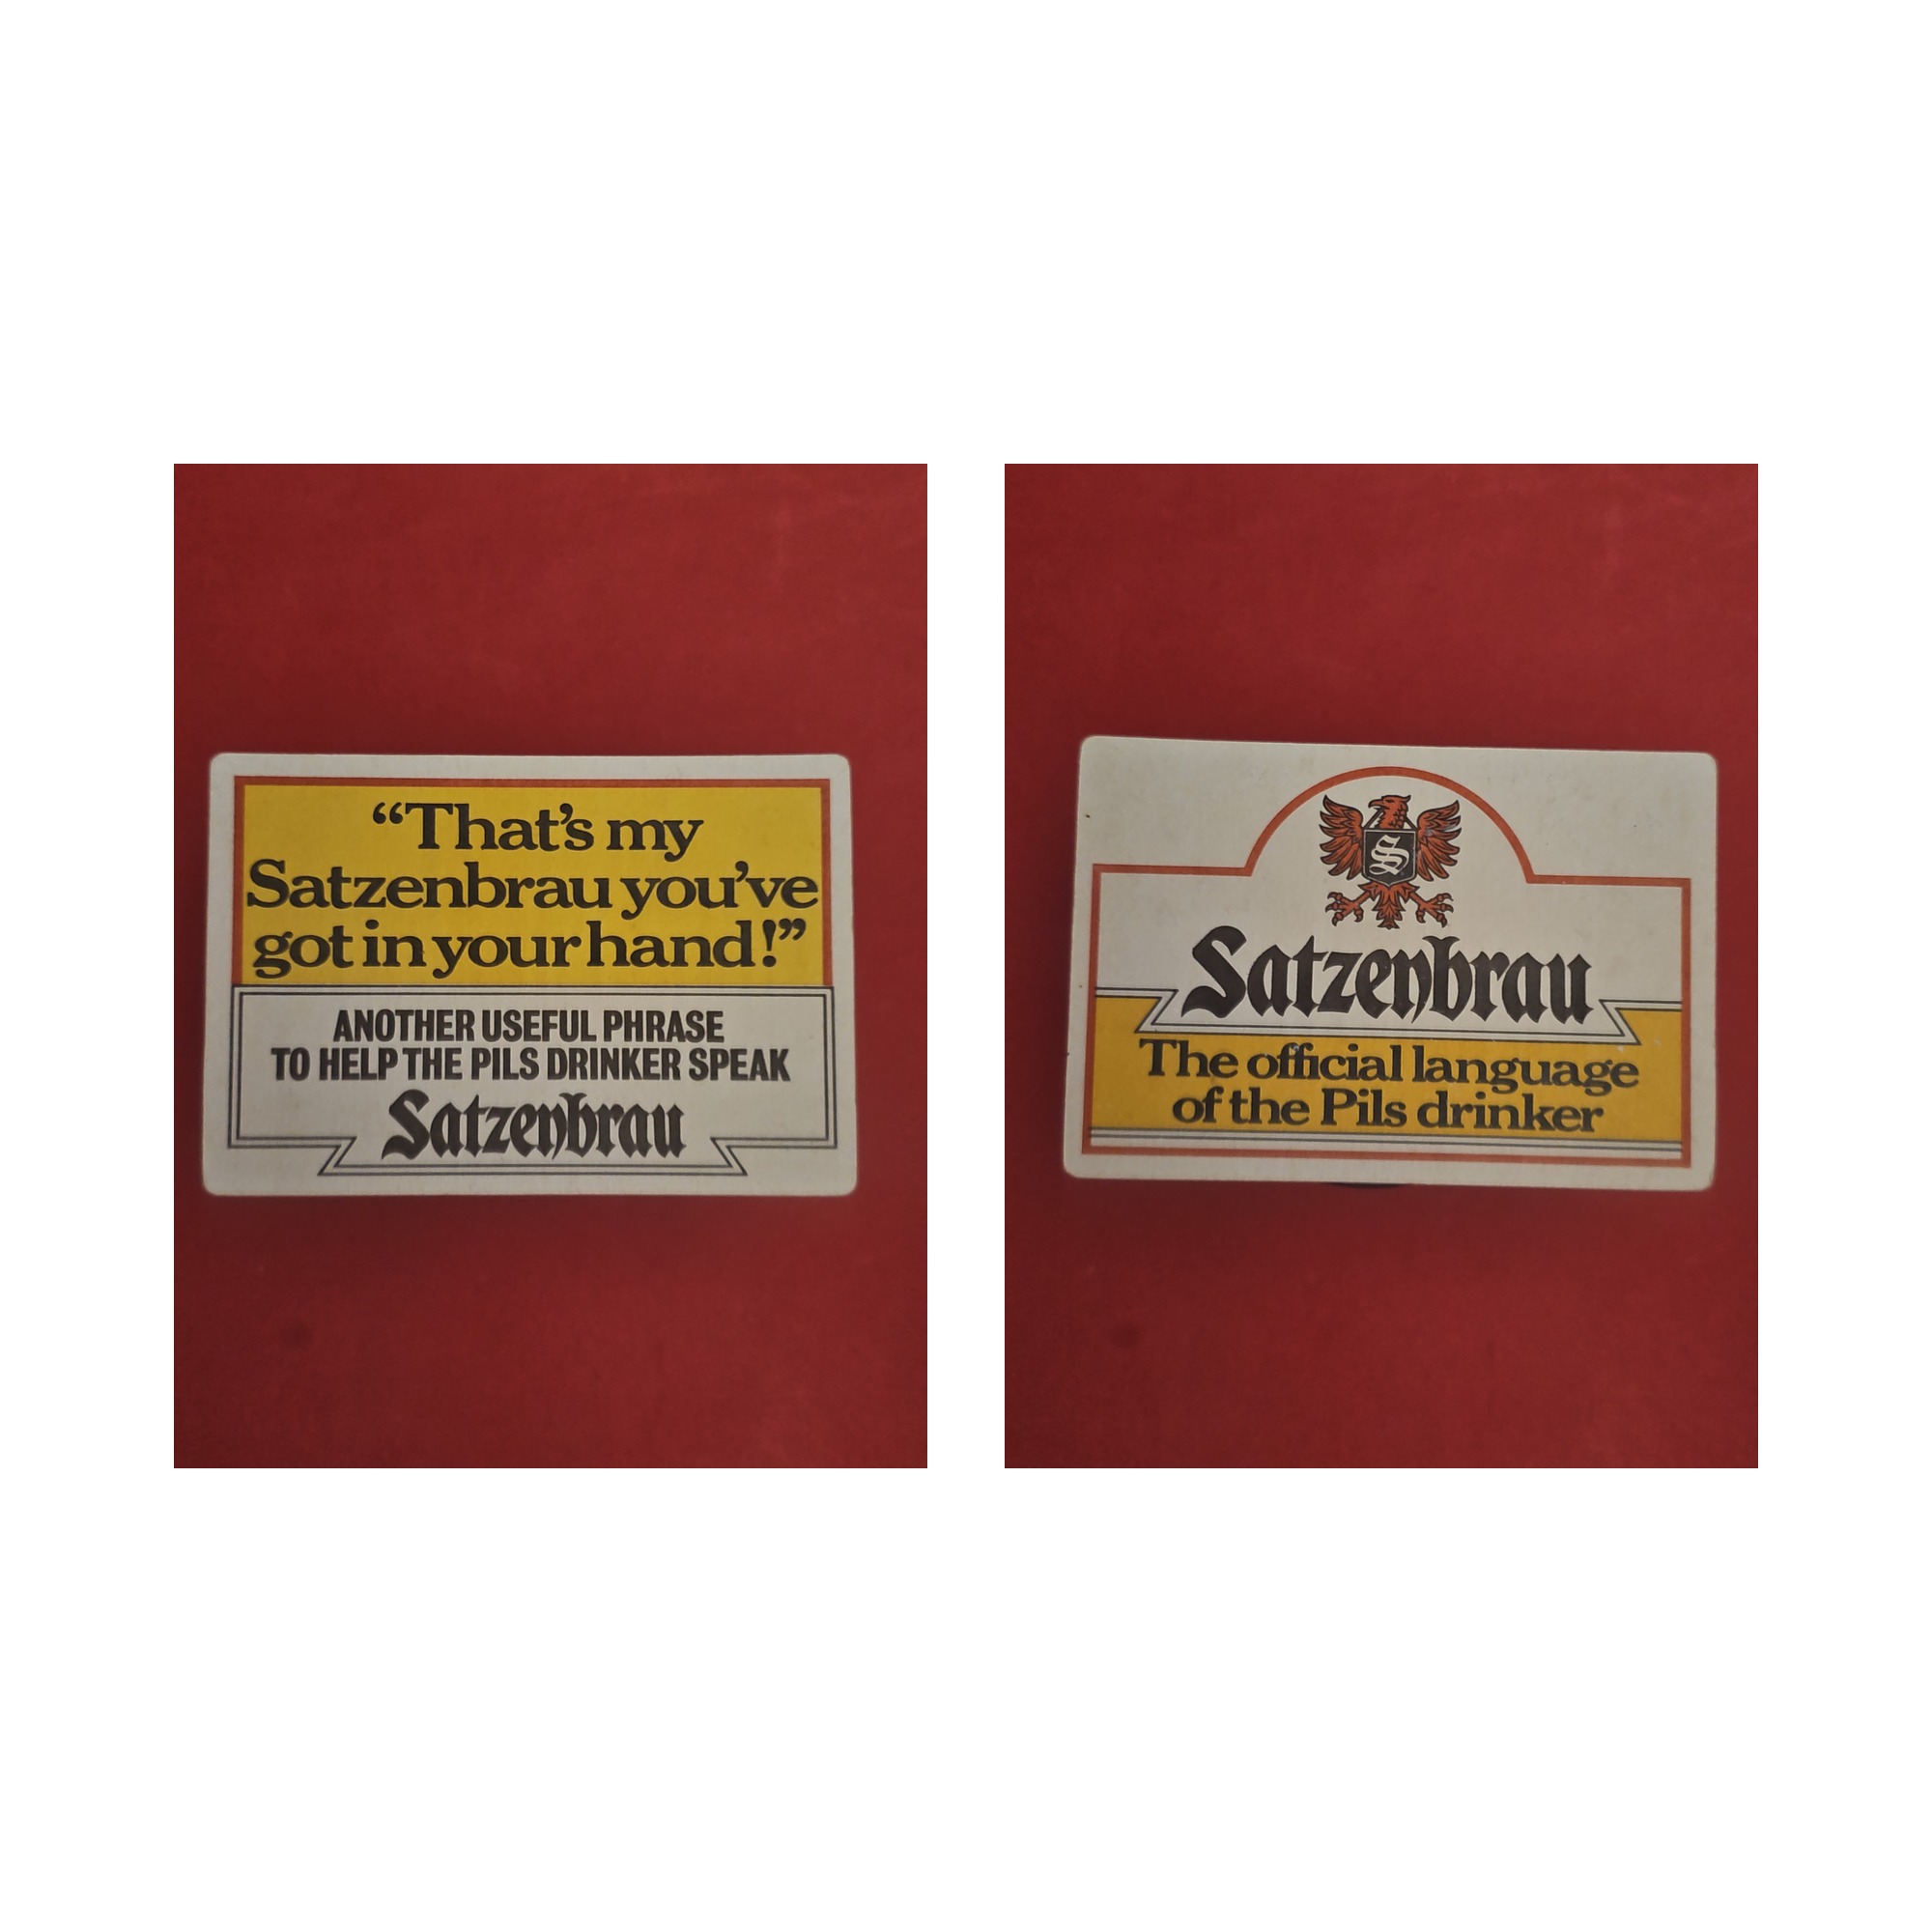 “That’s my
Satzenbrau you’ve
got in your hand!”
ANOTHER USEFUL PHRASE
TO HELP THE PILS DRINKER SPEAK
Satzenbrau
S
Satzenbrau
The official language
of the Pils drinker